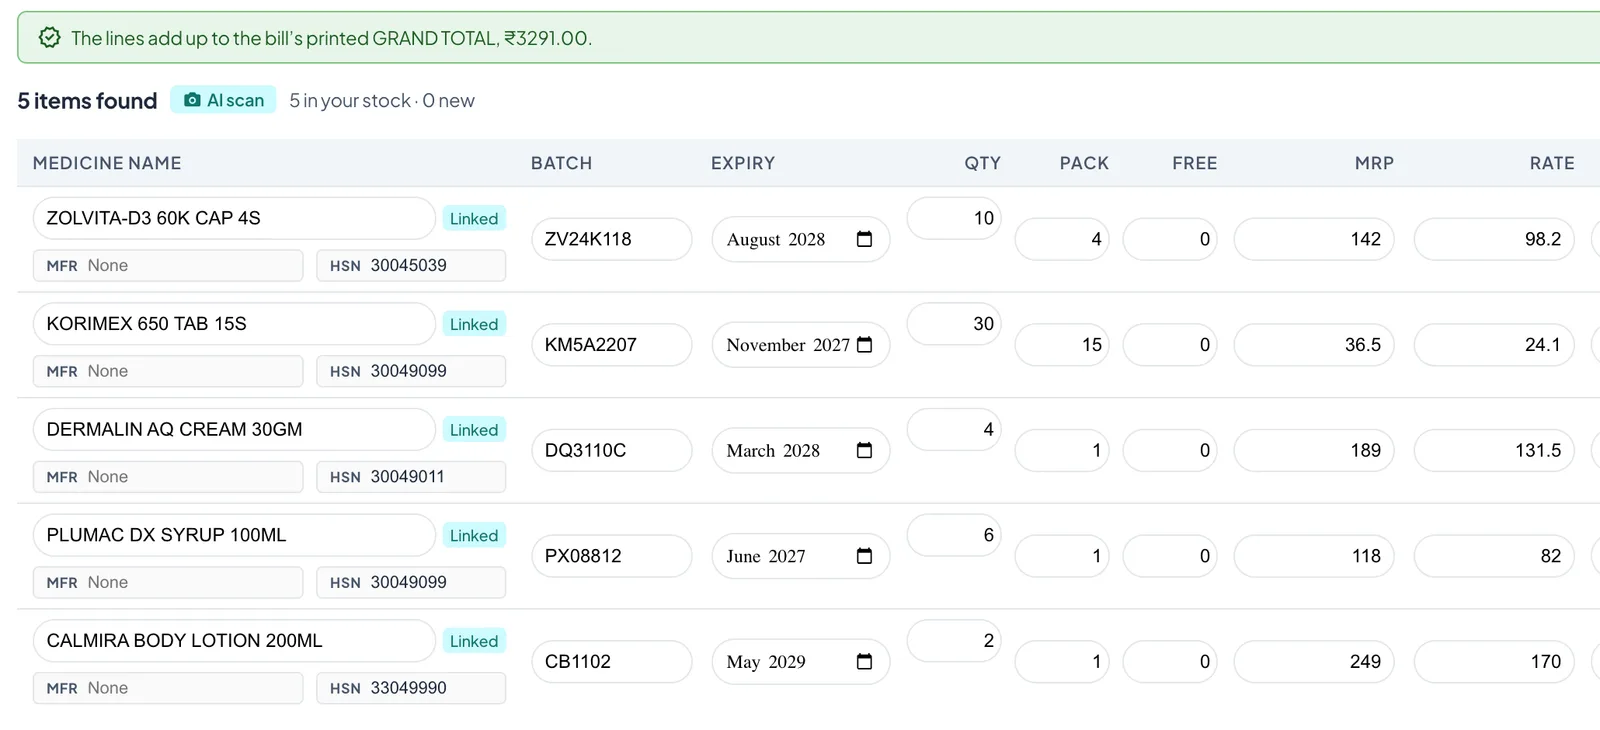 The lines add up to the bill's printed GRAND TOTAL, ₹3291.00.
5 items found AI scan 5 in your stock · 0 new
MEDICINE NAME BATCH EXPIRY QTY PACK FREE MRP RATE
ZOLVITA-D3 60K CAP 4S Linked ZV24K118 August 2028 10 4 0 142 98.2
MFR None HSN 30045039
KORIMEX 650 TAB 15S Linked KM5A2207 November 2027 30 15 0 36.5 24.1
MFR None HSN 30049099
DERMALIN AQ CREAM 30GM Linked DQ3110C March 2028 4 1 0 189 131.5
MFR None HSN 30049011
PLUMAC DX SYRUP 100ML Linked PX08812 June 2027 6 1 0 118 82
MFR None HSN 30049099
CALMIRA BODY LOTION 200ML Linked CB1102 May 2029 2 1 0 249 170
MFR None HSN 33049990